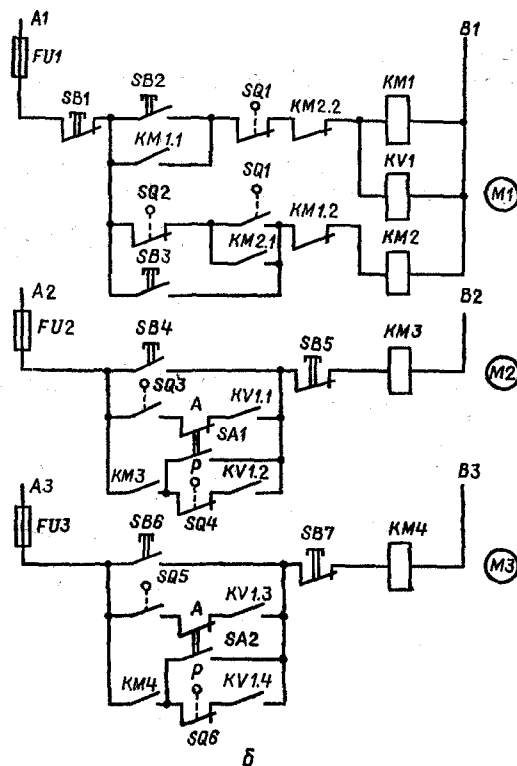 A1
B1
FU1
SB1
SB2
SQ1
KM2.2
KM1
KM1.1
KV1
SQ2
SQ1
KM1.2
M1
KM2.1
KM2
SB3
A2
B2
FU2
SB4
SB5
KM3
M2
SQ3
A
KV1.1
SA1
P
KM3
KV1.2
SQ4
A3
B3
FU3
SB6
SB7
KM4
M3
SQ5
A
KV1.3
SA2
P
KM4
KV1.4
SQ6
б